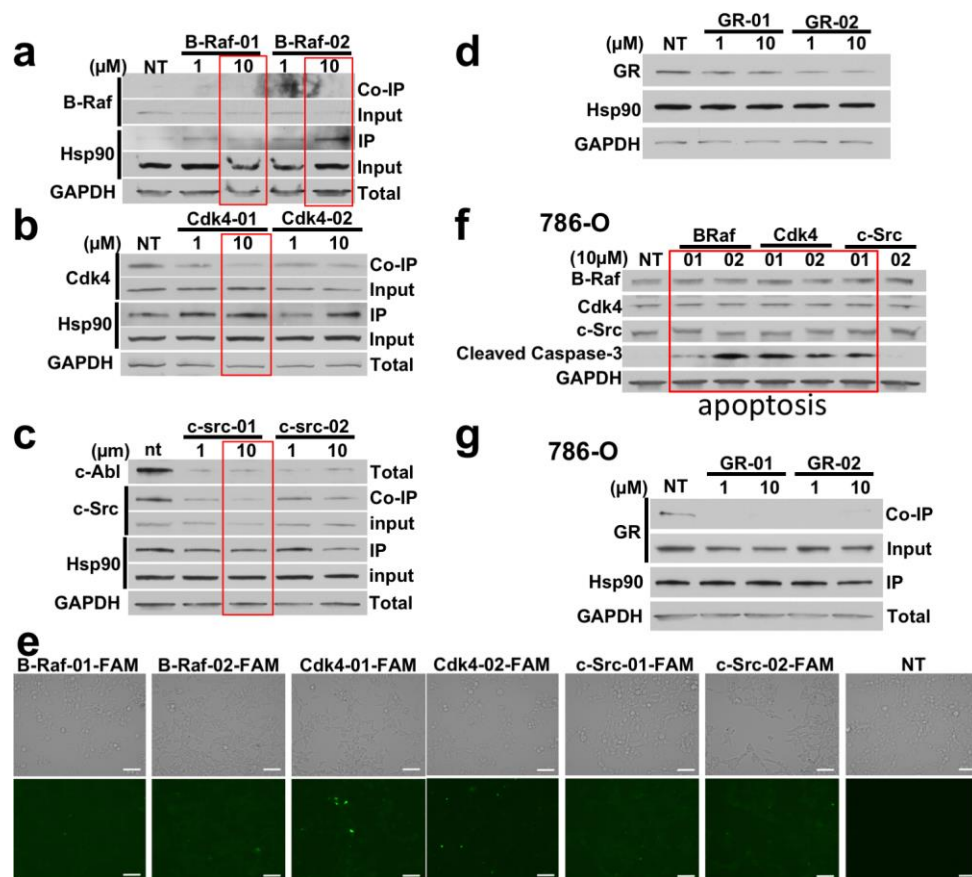 a
B-Raf-01 B-Raf-02
(μM) NT 1 10 1 10
B-Raf Co-IP
Input
Hsp90 IP
Input
GAPDH Total
b
Cdk4-01 Cdk4-02
(μM) NT 1 10 1 10
Cdk4 Co-IP
Input
Hsp90 IP
Input
GAPDH Total
c
c-src-01 c-src-02
(μm) nt 1 10 1 10
c-Abl Total
c-Src Co-IP
input
Hsp90 IP
input
GAPDH Total
d
GR-01 GR-02
(μM) NT 1 10 1 10
GR
Hsp90
GAPDH
f 786-O
BRaf Cdk4 c-Src
(10μM) NT 01 02 01 02 01 02
B-Raf
Cdk4
c-Src
Cleaved Caspase-3
GAPDH
apoptosis
g 786-O
GR-01 GR-02
(μM) NT 1 10 1 10
GR Co-IP
Input
Hsp90 IP
GAPDH Total
e
B-Raf-01-FAM B-Raf-02-FAM Cdk4-01-FAM Cdk4-02-FAM c-Src-01-FAM c-Src-02-FAM NT